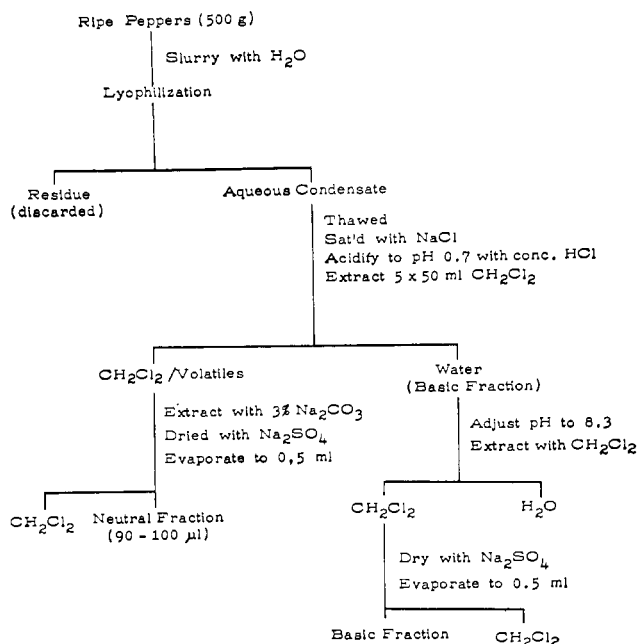 Ripe Peppers (500 g)
Slurry with H₂O
Lyophilization
Residue
(discarded)
Aqueous Condensate
Thawed
Sat'd with NaCl
Acidify to pH 0.7 with conc. HCl
Extract 5 x 50 ml CH₂Cl₂
CH₂Cl₂/Volatiles
Extract with 3% Na₂CO₃
Dried with Na₂SO₄
Evaporate to 0,5 ml
CH₂Cl₂
Neutral Fraction
(90 - 100 µl)
Water
(Basic Fraction)
Adjust pH to 8.3
Extract with CH₂Cl₂
CH₂Cl₂
H₂O
Dry with Na₂SO₄
Evaporate to 0.5 ml
Basic Fraction
CH₂Cl₂